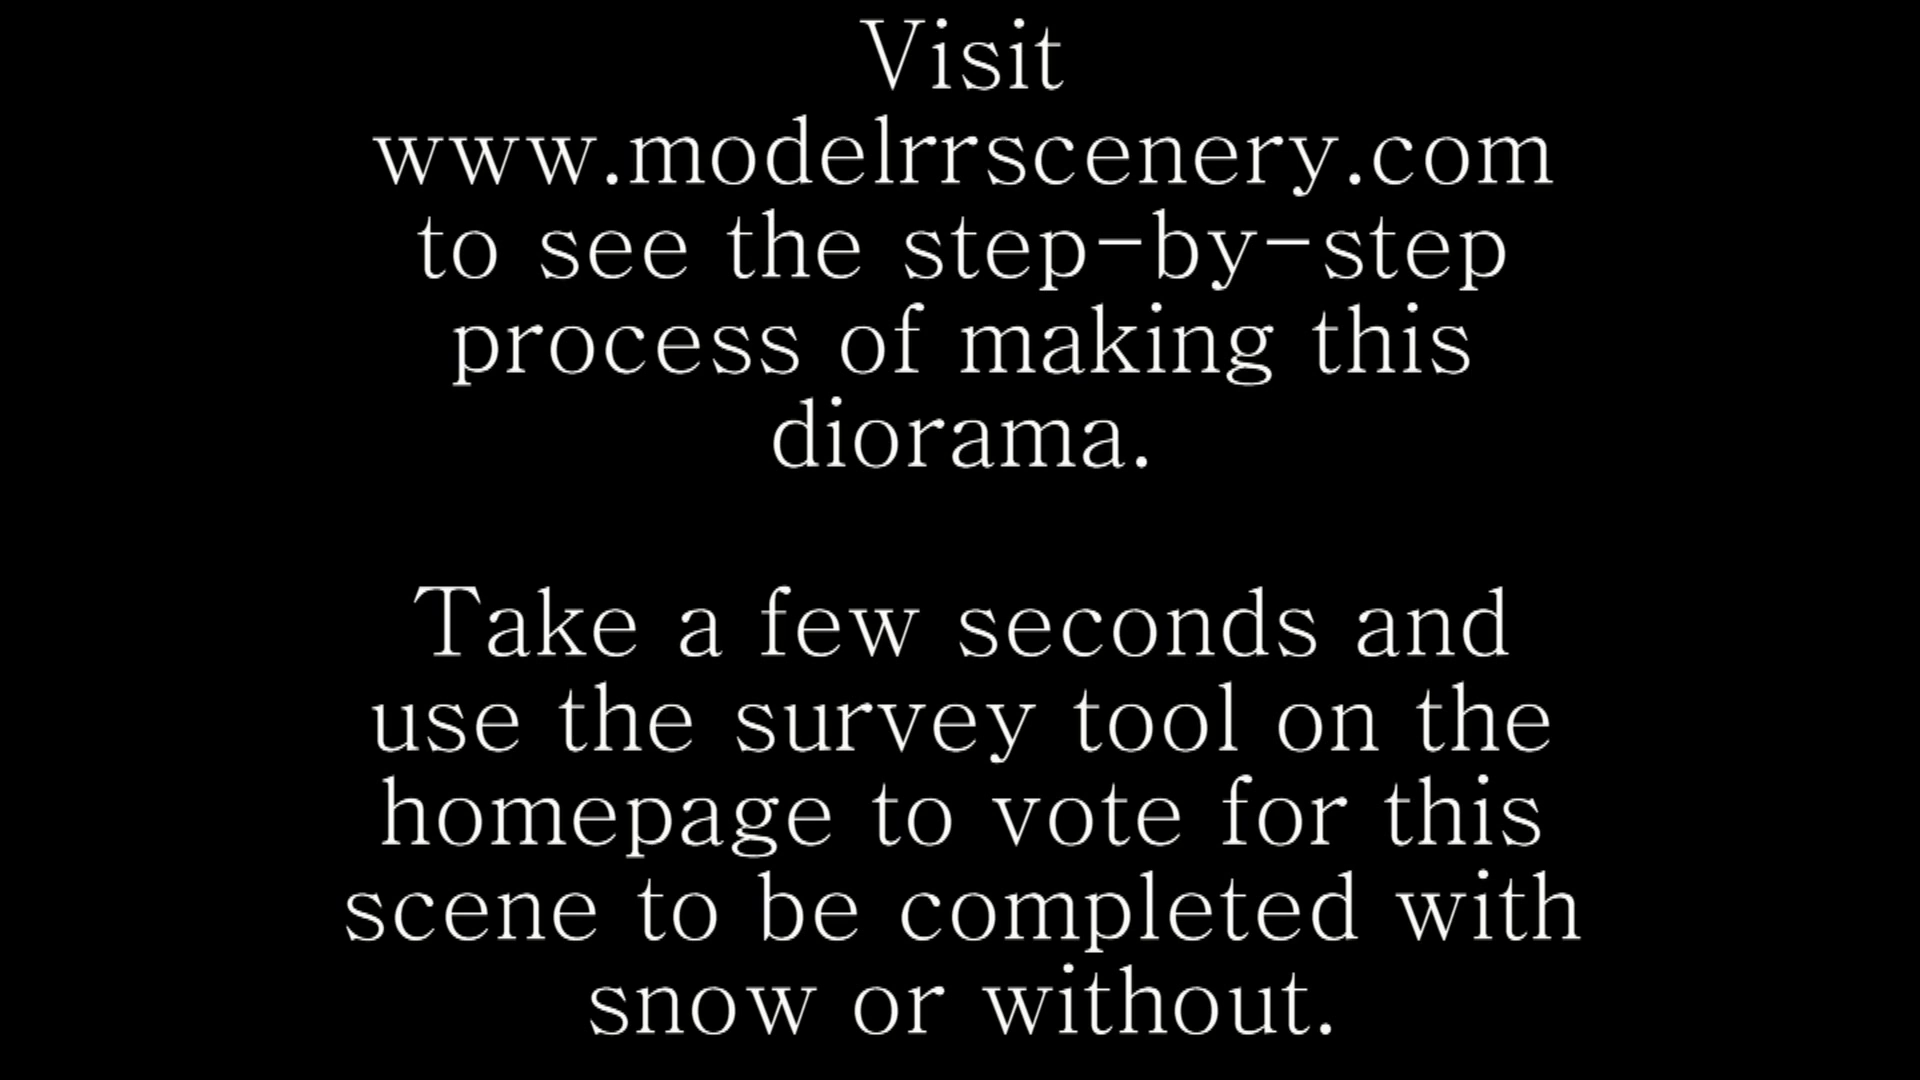 Visit
www.modelrrscenery.com
to see the step-by-step
process of making this
diorama.
Take a few seconds and
use the survey tool on the
homepage to vote for this
scene to be completed with
snow or without.